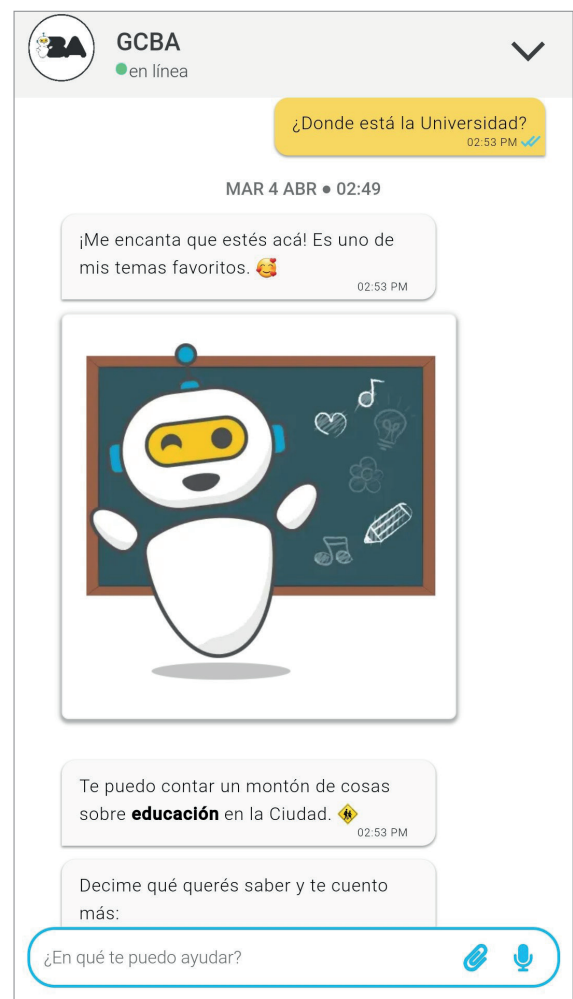 BA
GCBA
en línea
¿Donde está la Universidad?
02:53 PM
MAR 4 ABR • 02:49
¡Me encanta que estés acá! Es uno de
mis temas favoritos. 🥰
02:53 PM
Te puedo contar un montón de cosas
sobre educación en la Ciudad. 🚸
02:53 PM
Decime qué querés saber y te cuento
más:
¿En qué te puedo ayudar?